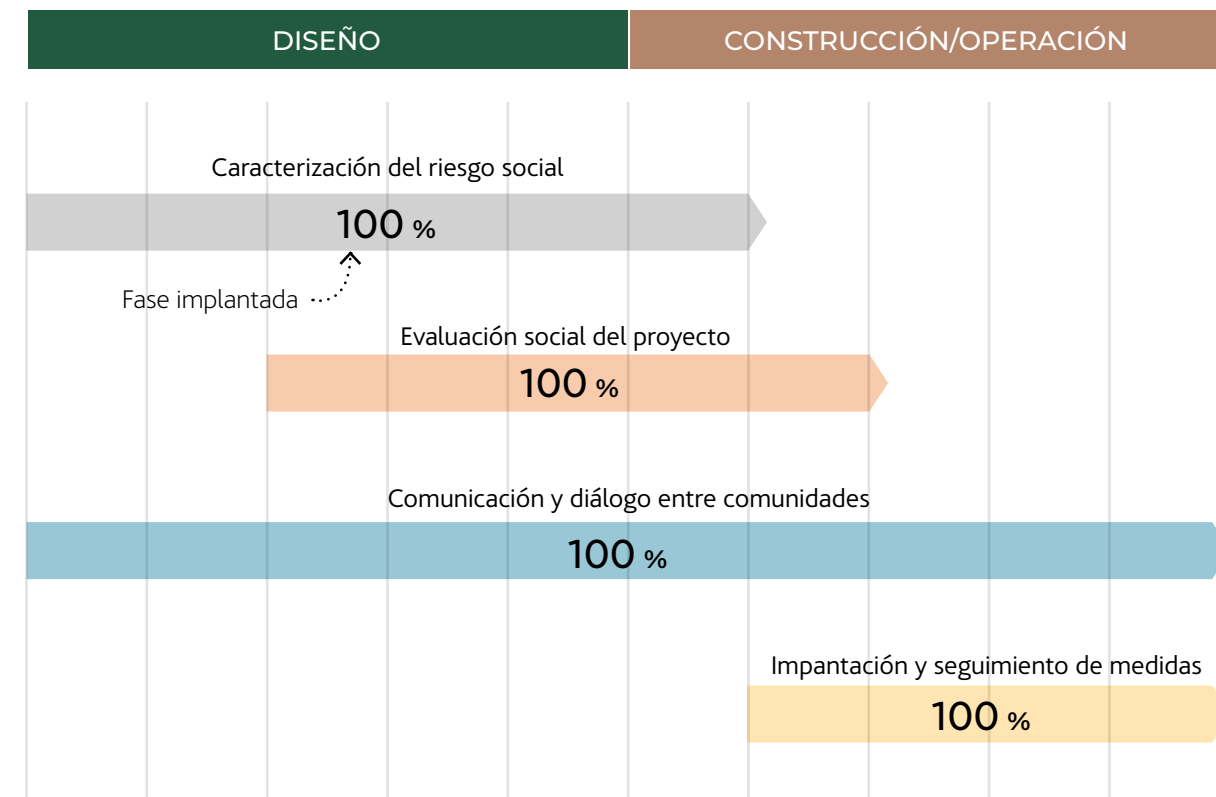 DISEÑO
CONSTRUCCIÓN/OPERACIÓN
Caracterización del riesgo social
100 %
Fase implantada
Evaluación social del proyecto
100 %
Comunicación y diálogo entre comunidades
100 %
Impantación y seguimiento de medidas
100 %